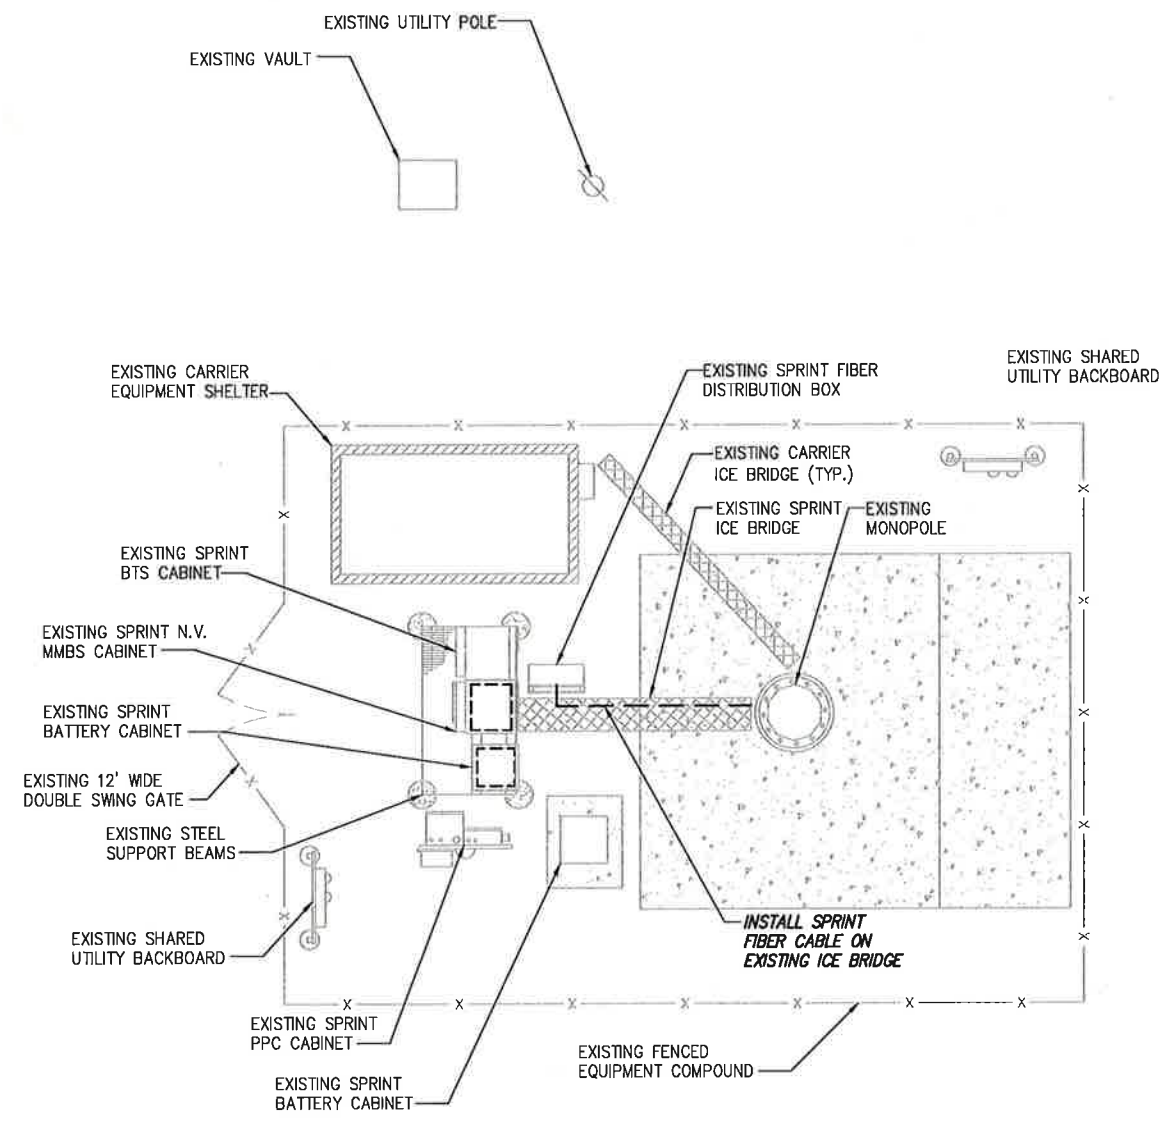 EXISTING UTILITY POLE
EXISTING VAULT
EXISTING CARRIER
EQUIPMENT SHELTER
EXISTING SPRINT FIBER
DISTRIBUTION BOX
EXISTING SHARED
UTILITY BACKBOARD
EXISTING CARRIER
ICE BRIDGE (TYP.)
EXISTING SPRINT
ICE BRIDGE
EXISTING
MONOPOLE
EXISTING SPRINT
BTS CABINET
EXISTING SPRINT N.V.
MMBS CABINET
EXISTING SPRINT
BATTERY CABINET
EXISTING 12' WIDE
DOUBLE SWING GATE
EXISTING STEEL
SUPPORT BEAMS
EXISTING SHARED
UTILITY BACKBOARD
INSTALL SPRINT
FIBER CABLE ON
EXISTING ICE BRIDGE
EXISTING SPRINT
PPC CABINET
EXISTING FENCED
EQUIPMENT COMPOUND
EXISTING SPRINT
BATTERY CABINET